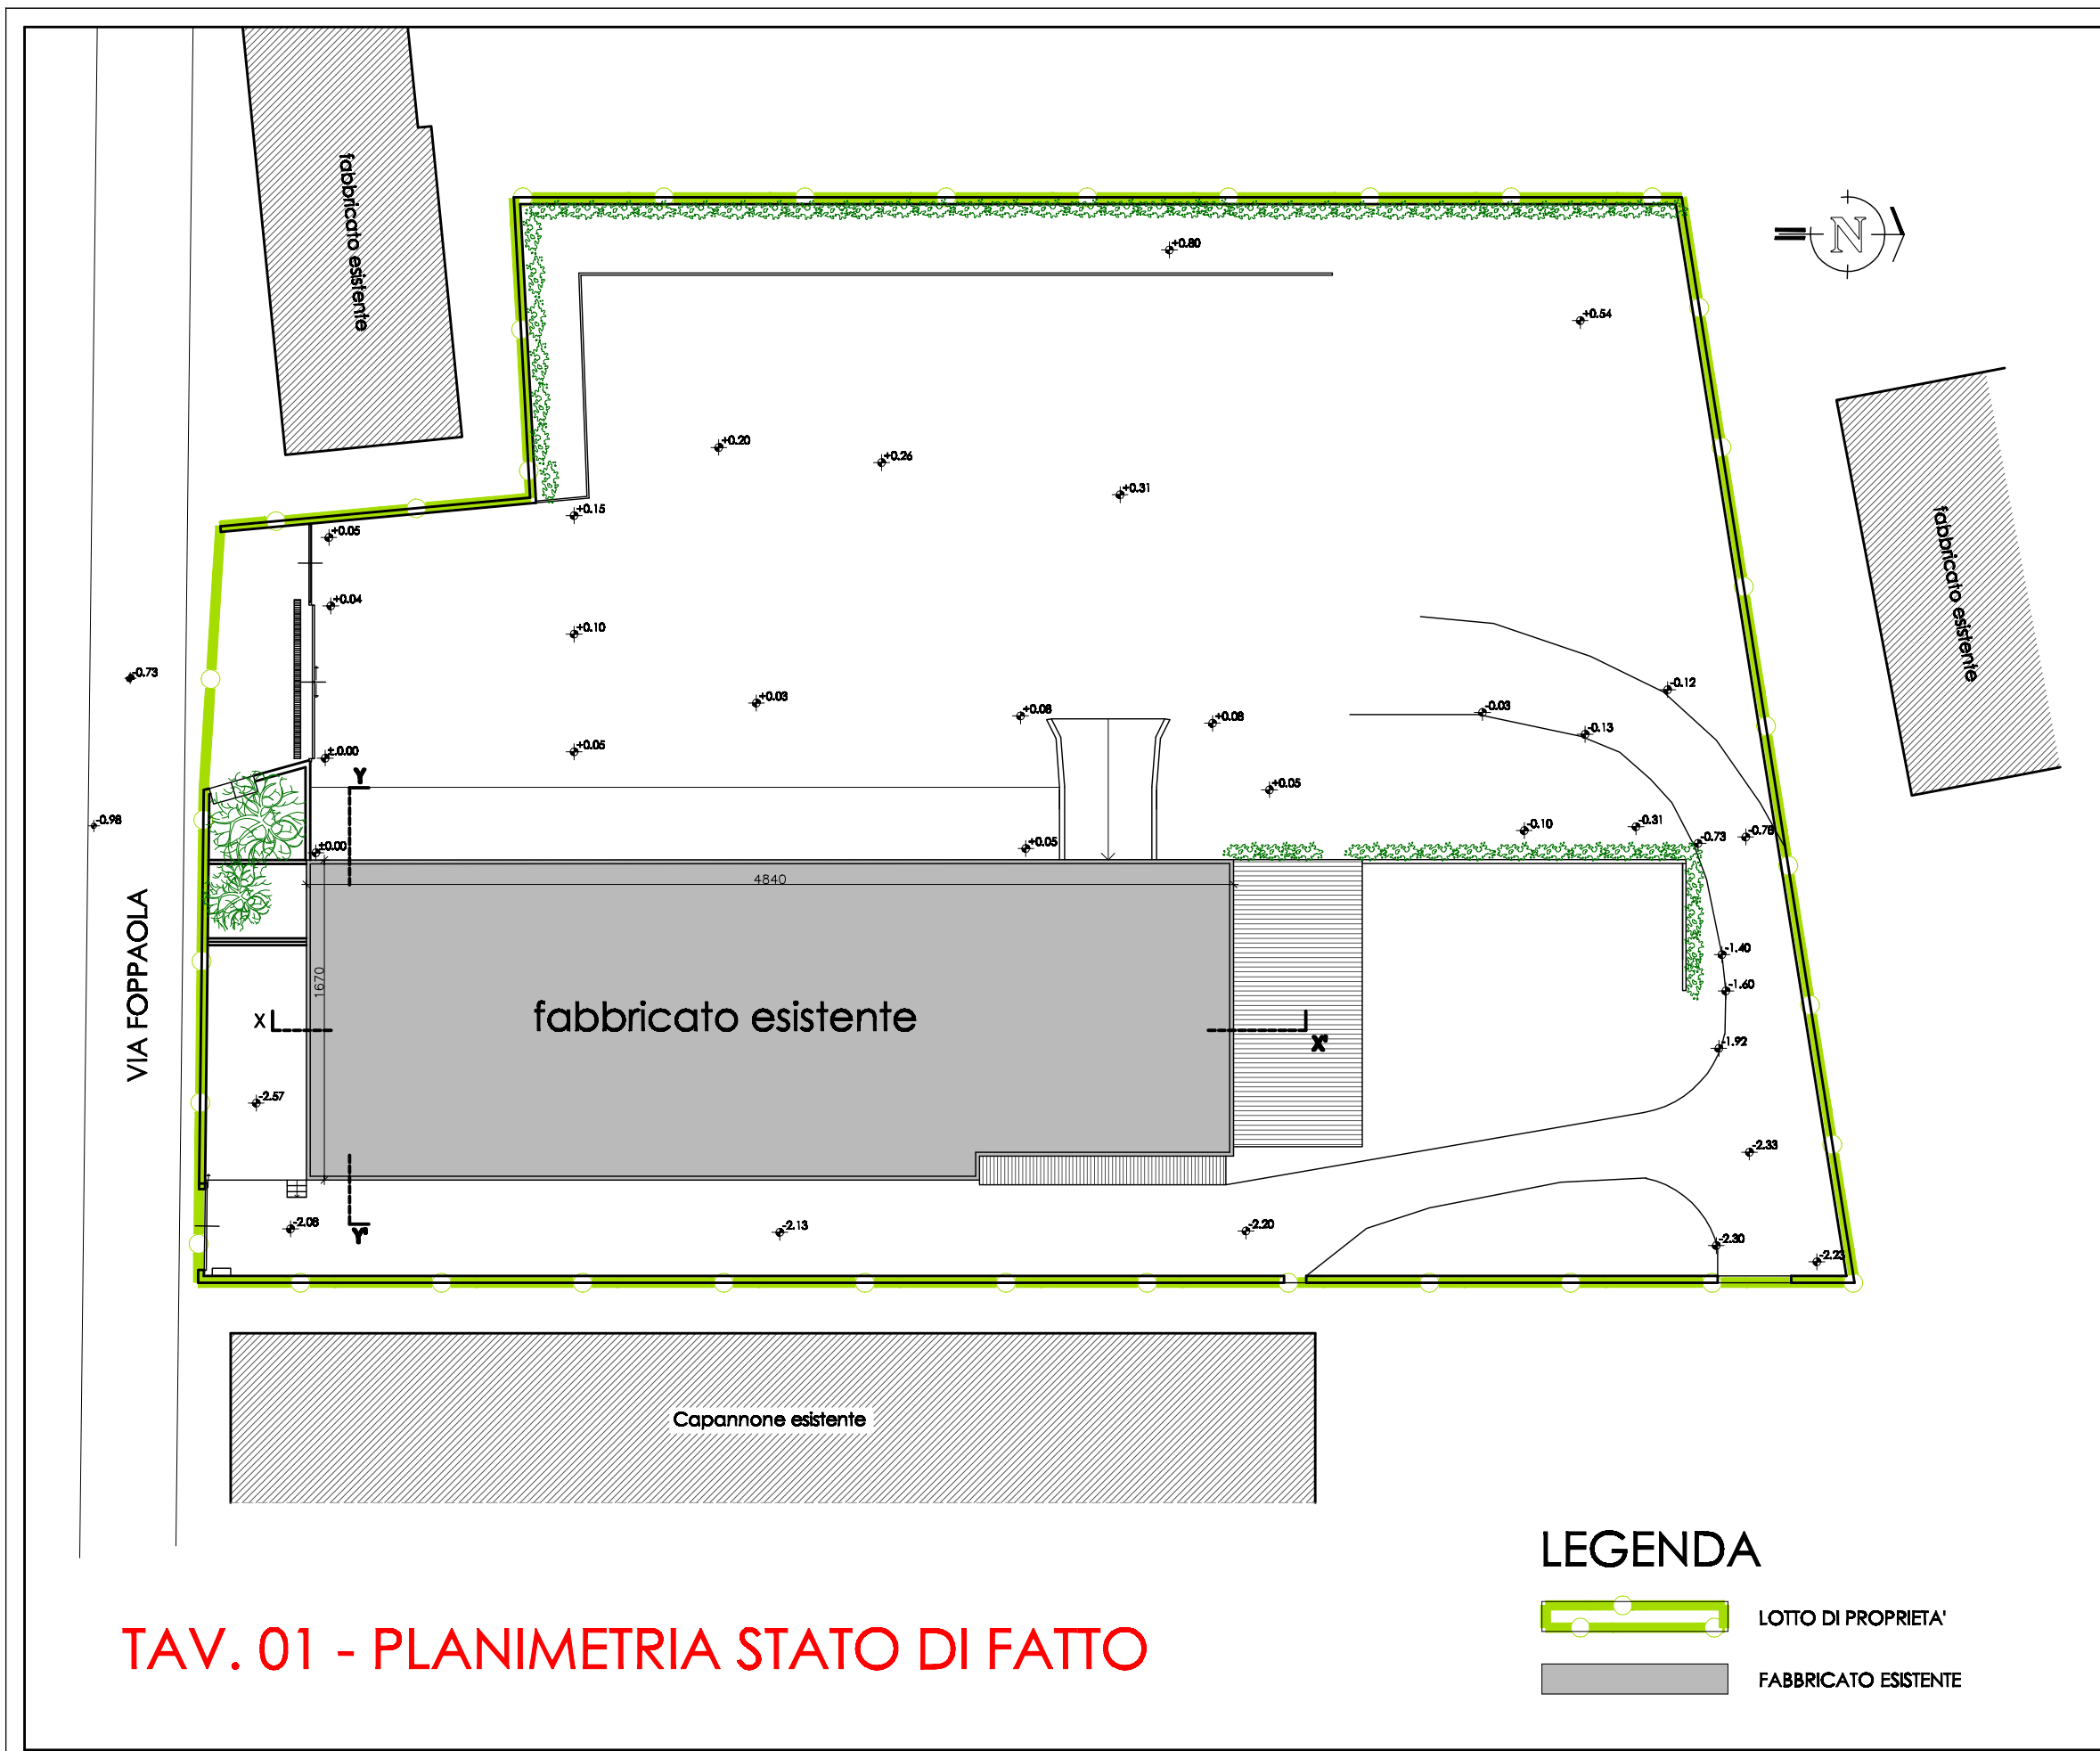 fabbricato esistente
N
+0.80
+0.54
+0.20
+0.26
+0.31
+0.15
+0.05
fabbricato esistente
+0.04
+0.10
-0.73
+0.03
+0.08
+0.08
-0.03
-0.12
-0.13
±0.00
+0.05
Y
+0.05
-0.98
-0.10
-0.31
-0.73
-0.78
±0.00
+0.05
4840
VIA FOPPAOLA
1670
-1.40
-1.60
X
fabbricato esistente
X'
-1.92
-2.57
-2.33
-2.08
Y'
-2.13
-2.20
-2.30
Capannone esistente
LEGENDA
LOTTO DI PROPRIETA'
TAV. 01 - PLANIMETRIA STATO DI FATTO
FABBRICATO ESISTENTE